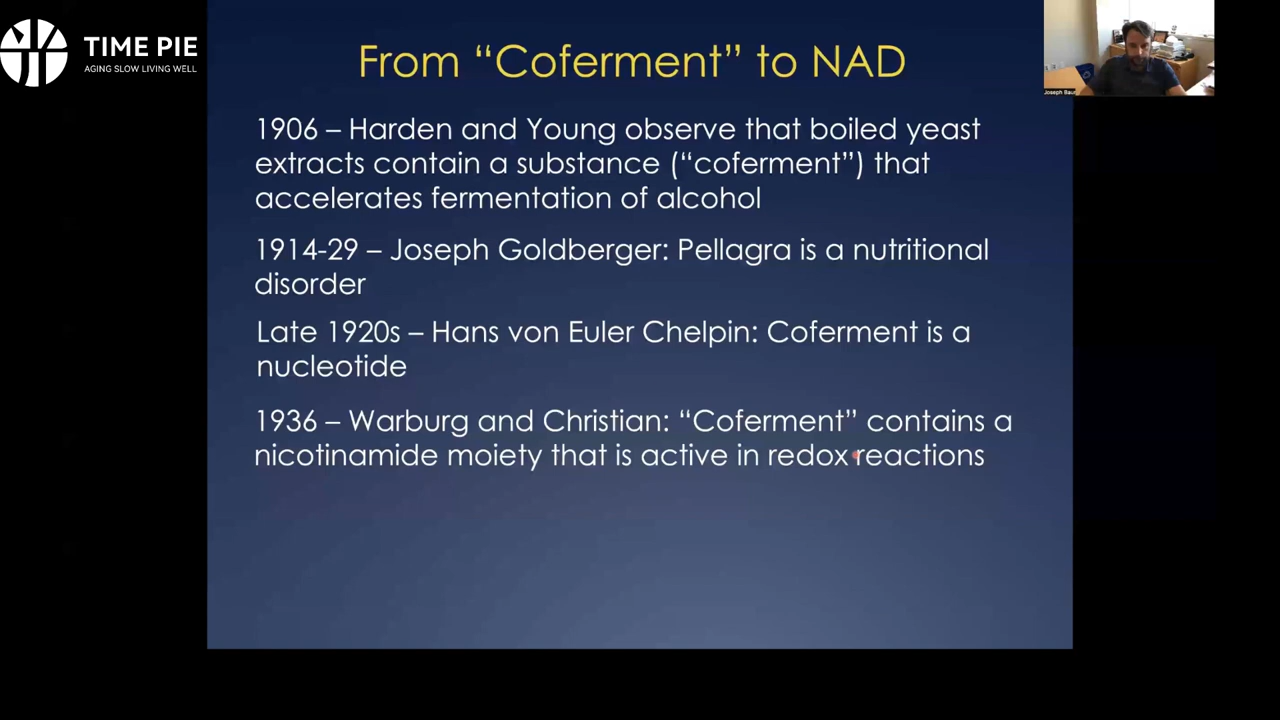 TIME PIE
AGING SLOW LIVING WELL
From “Coferment” to NAD
1906 – Harden and Young observe that boiled yeast
extracts contain a substance (“coferment”) that
accelerates fermentation of alcohol
1914-29 – Joseph Goldberger: Pellagra is a nutritional
disorder
Late 1920s – Hans von Euler Chelpin: Coferment is a
nucleotide
1936 – Warburg and Christian: “Coferment” contains a
nicotinamide moiety that is active in redox reactions
Joseph Baur